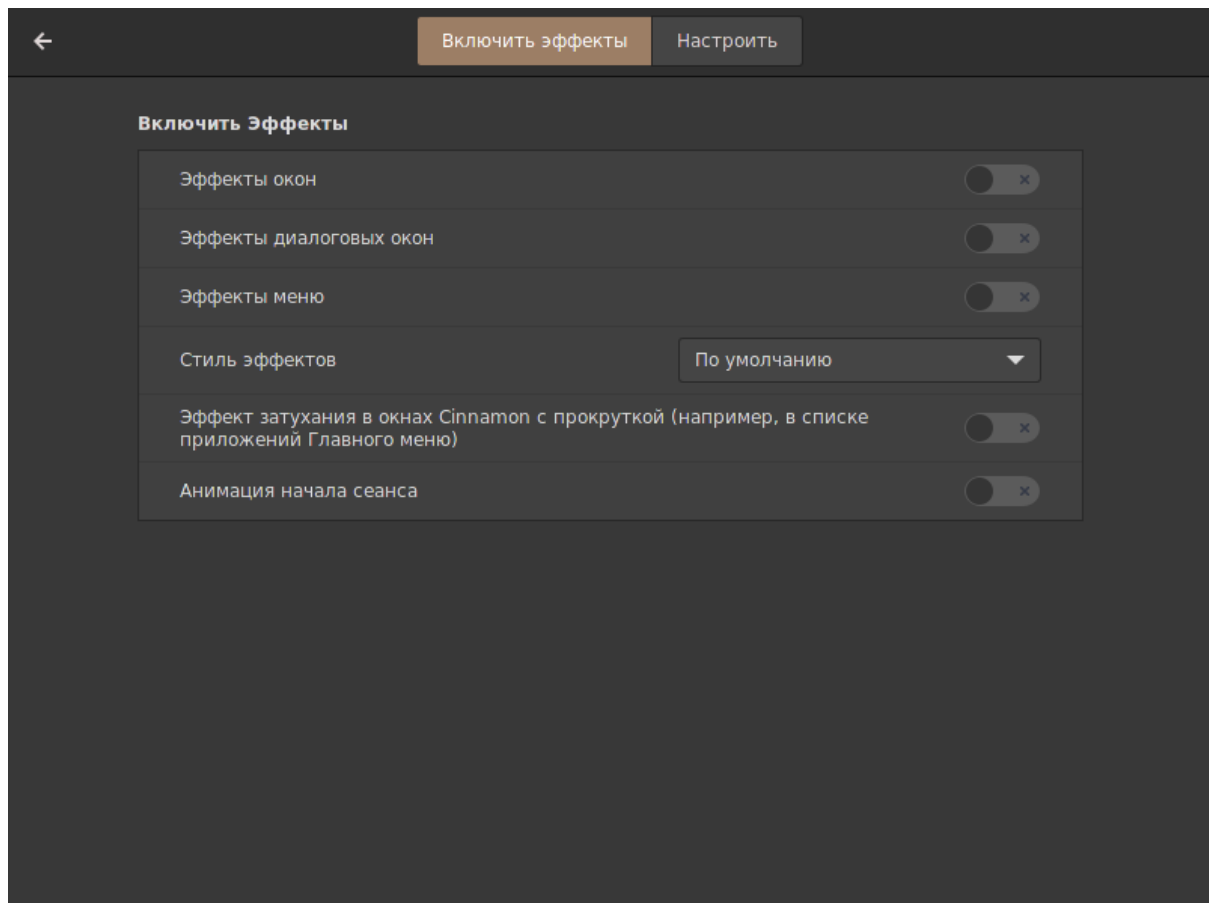 Включить эффекты
Настроить
Включить Эффекты
Эффекты окон
Эффекты диалоговых окон
Эффекты меню
Стиль эффектов
По умолчанию
Эффект затухания в окнах Cinnamon с прокруткой (например, в списке
приложений Главного меню)
Анимация начала сеанса